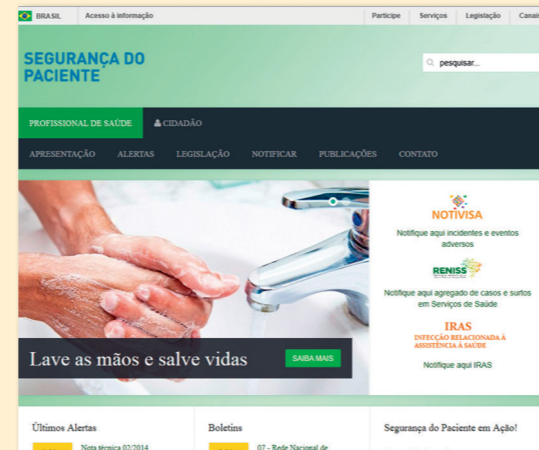 BRASIL Acesso à informação Participe Serviços Legislação Canais
SEGURANÇA DO
PACIENTE
pesquisar...
PROFISSIONAL DE SAÚDE CIDADÃO
APRESENTAÇÃO ALERTAS LEGISLAÇÃO NOTIFICAR PUBLICAÇÕES CONTATO
NOTIVISA
Notifique aqui incidentes e eventos
adversos
RENISS
Notifique aqui agregado de casos e surtos
em Serviços de Saúde
IRAS
INFECÇÃO RELACIONADA À
ASSISTÊNCIA À SAÚDE
Notifique aqui IRAS
Lave as mãos e salve vidas SAIBA MAIS
Últimos Alertas
Nota técnica 02/2014
Boletins
07 - Rede Nacional de
Segurança do Paciente em Ação!